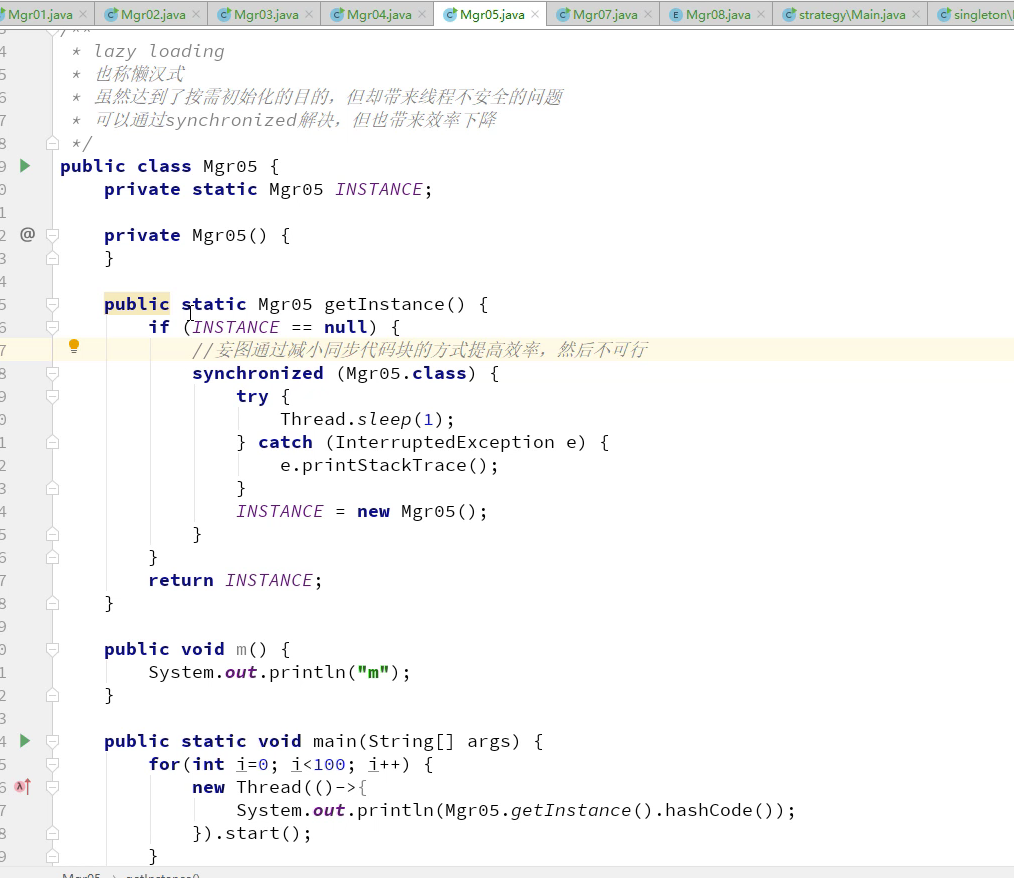 Mgr01.java Mgr02.java Mgr03.java Mgr04.java Mgr05.java Mgr07.java Mgr08.java strategy\Main.java singleton\
/**
4 * lazy loading
5 * 也称懒汉式
6 * 虽然达到了按需初始化的目的，但却带来线程不安全的问题
7 * 可以通过synchronized解决，但也带来效率下降
8 */
9 public class Mgr05 {
0 private static Mgr05 INSTANCE;
1
2 @ private Mgr05() {
3 }
4
5 public static Mgr05 getInstance() {
6 if (INSTANCE == null) {
7 //妄图通过减小同步代码块的方式提高效率，然后不可行
8 synchronized (Mgr05.class) {
9 try {
0 Thread.sleep(1);
1 } catch (InterruptedException e) {
2 e.printStackTrace();
3 }
4 INSTANCE = new Mgr05();
5 }
6 }
7 return INSTANCE;
8 }
9
0 public void m() {
1 System.out.println("m");
2 }
3
4 public static void main(String[] args) {
5 for(int i=0; i<100; i++) {
6 new Thread(()->{
7 System.out.println(Mgr05.getInstance().hashCode());
8 }).start();
9 }
Mgr05 › getInstance()